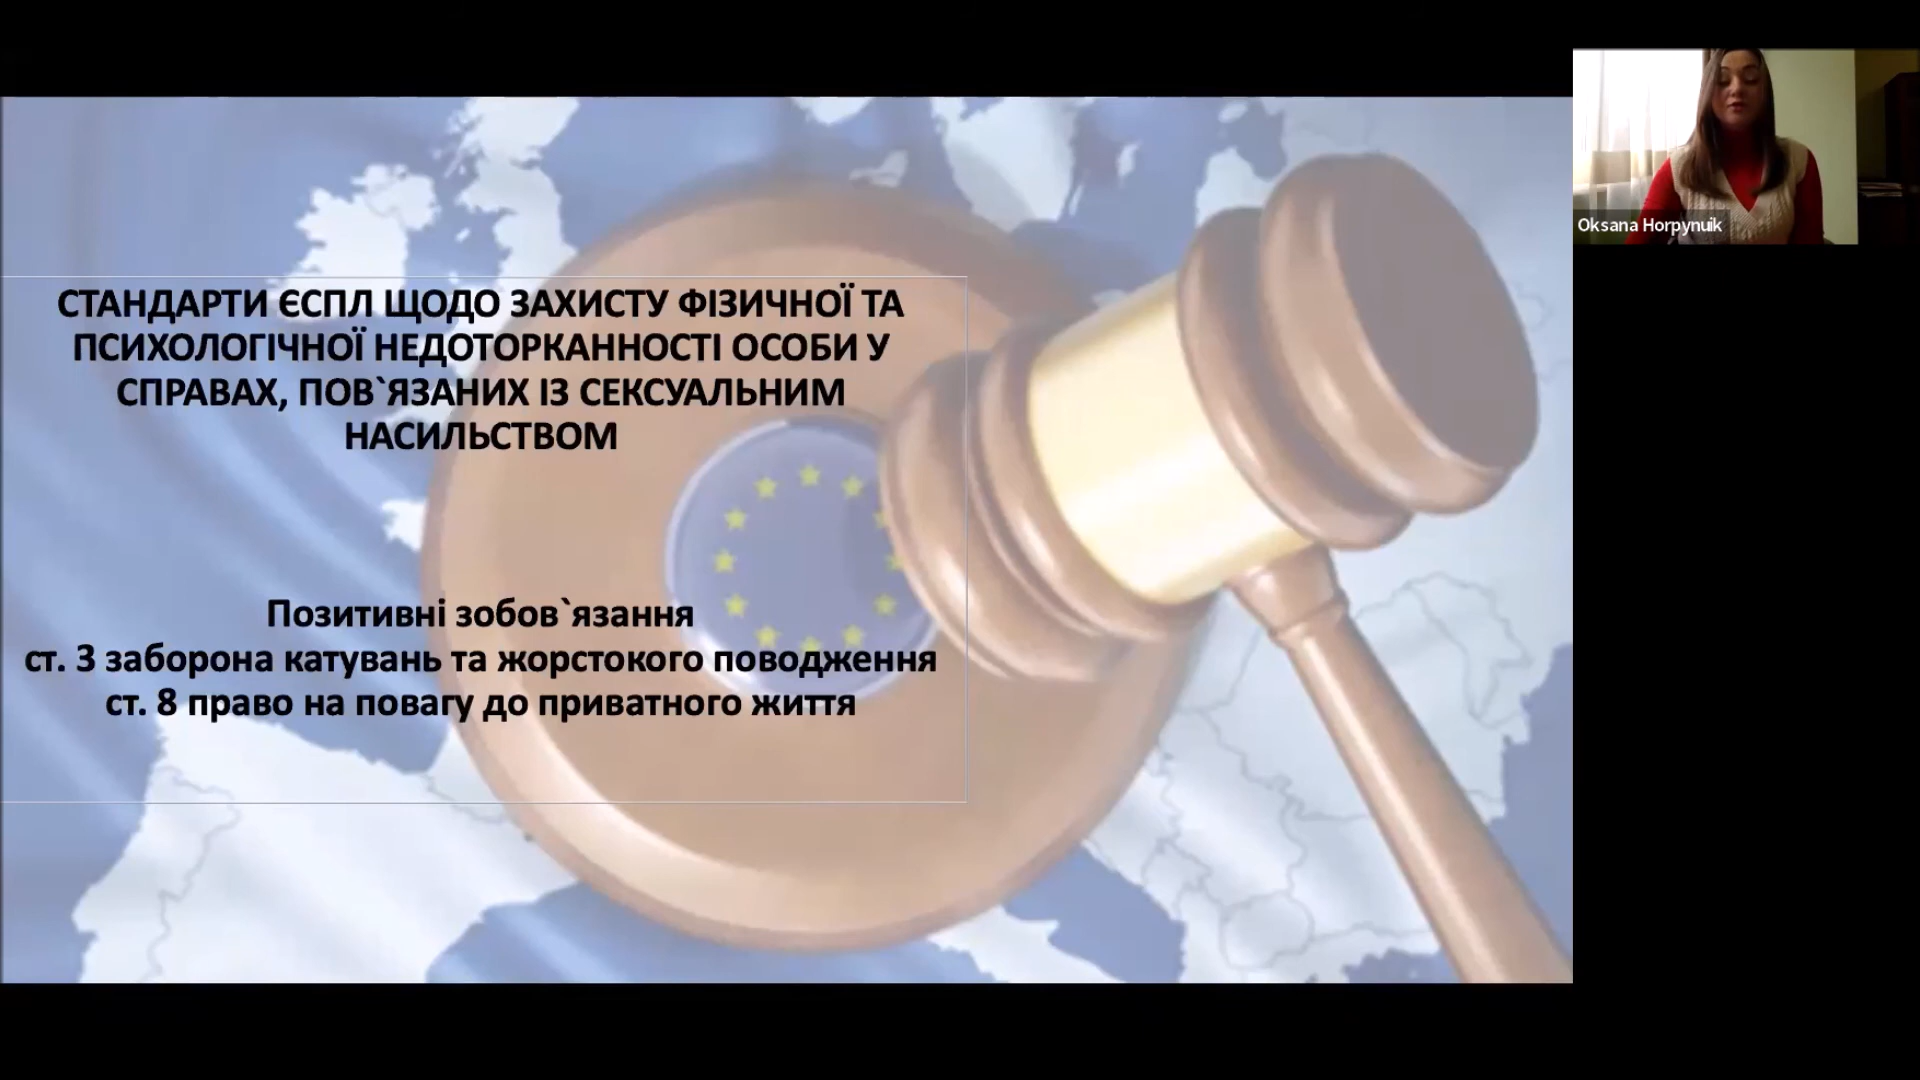 СТАНДАРТИ ЄСПЛ ЩОДО ЗАХИСТУ ФІЗИЧНОЇ ТА
ПСИХОЛОГІЧНОЇ НЕДОТОРКАННОСТІ ОСОБИ У
СПРАВАХ, ПОВ`ЯЗАНИХ ІЗ СЕКСУАЛЬНИМ
НАСИЛЬСТВОМ
Позитивні зобов`язання
ст. 3 заборона катувань та жорстокого поводження
ст. 8 право на повагу до приватного життя
Oksana Horpynuik